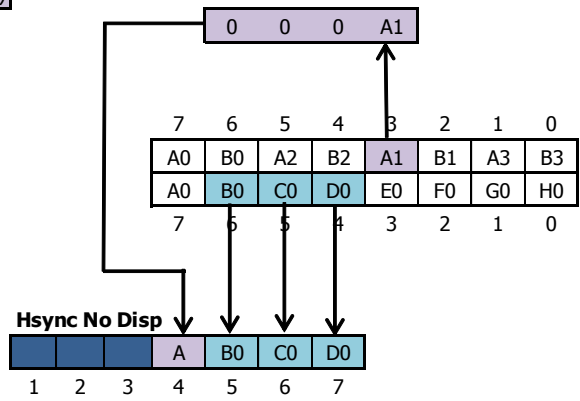 0 0 0 A1
7 6 5 4 3 2 1 0
A0 B0 A2 B2 A1 B1 A3 B3
A0 B0 C0 D0 E0 F0 G0 H0
7 6 5 4 3 2 1 0
Hsync No Disp
A B0 C0 D0
1 2 3 4 5 6 7